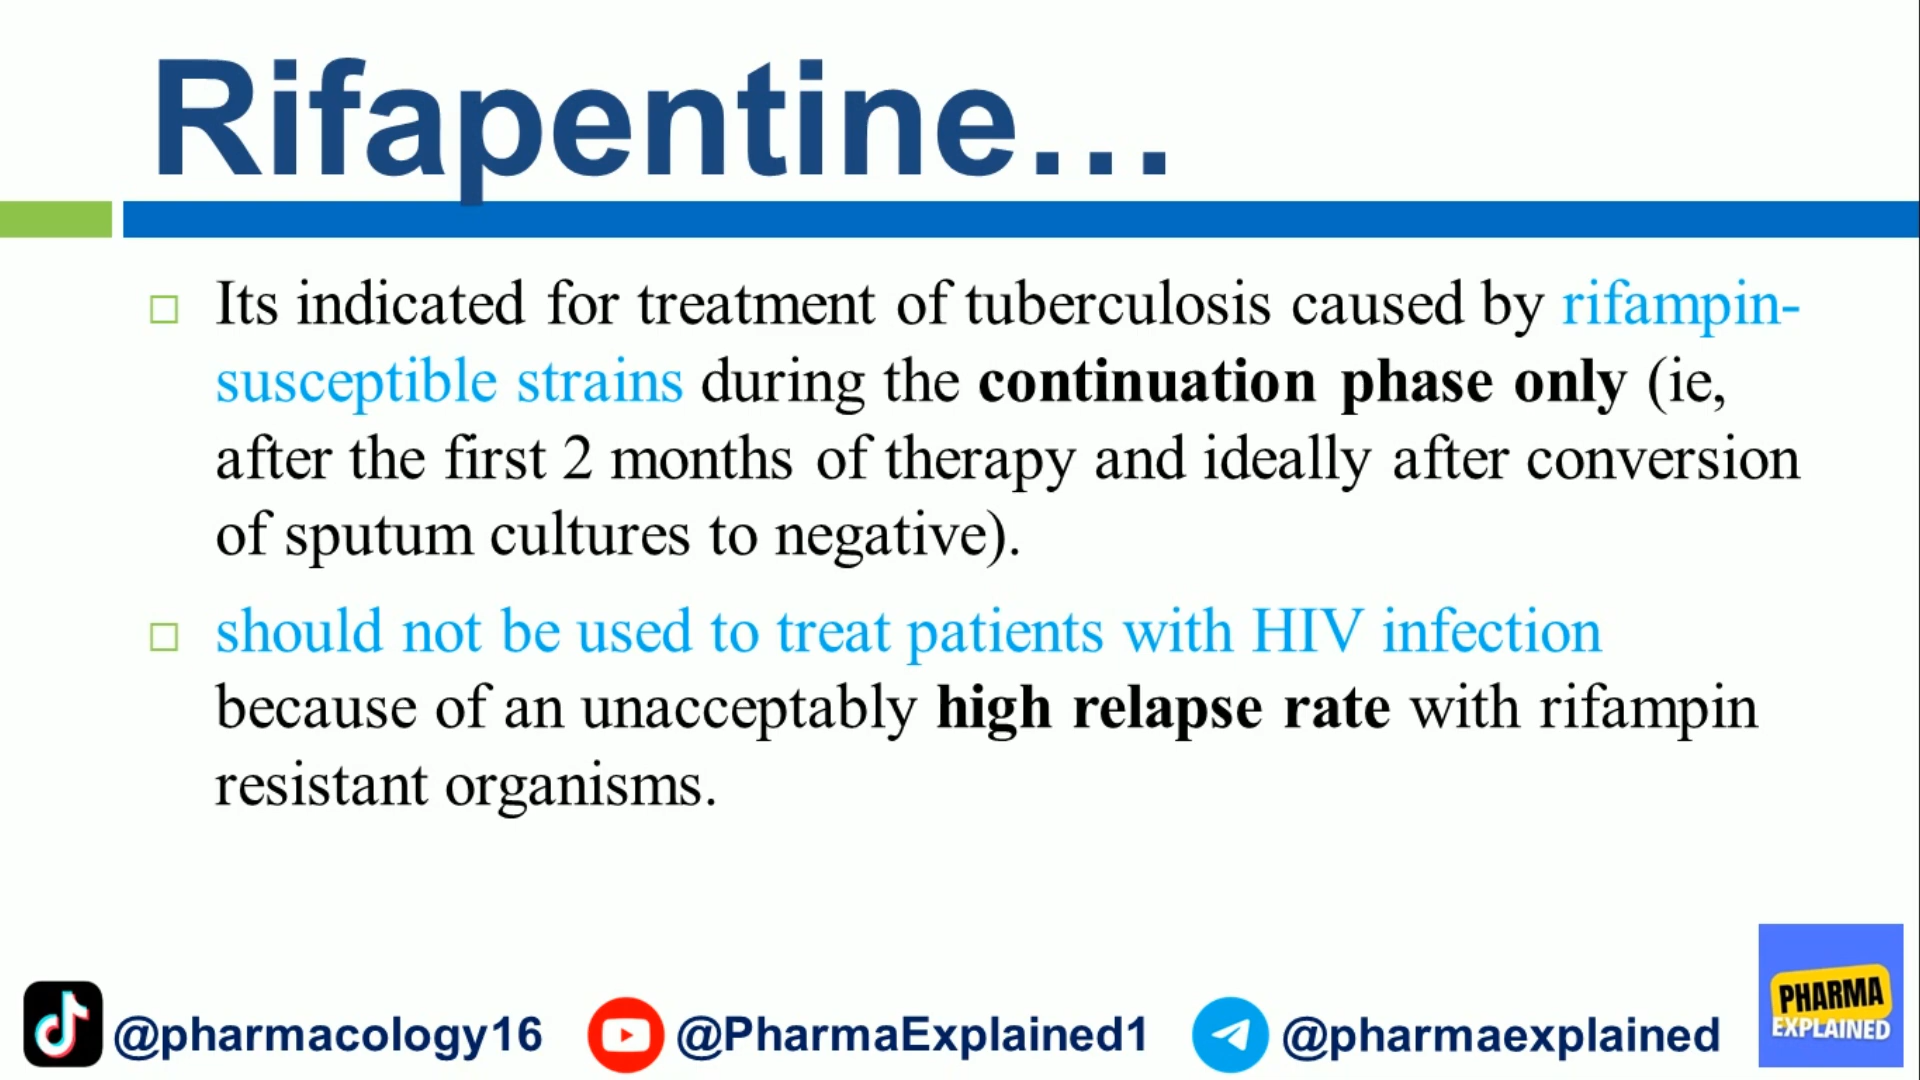 Rifapentine...
Its indicated for treatment of tuberculosis caused by rifampin-
susceptible strains during the continuation phase only (ie,
after the first 2 months of therapy and ideally after conversion
of sputum cultures to negative).
should not be used to treat patients with HIV infection
because of an unacceptably high relapse rate with rifampin
resistant organisms.
PHARMA
EXPLAINED
@pharmacology16 @PharmaExplained1 @pharmaexplained